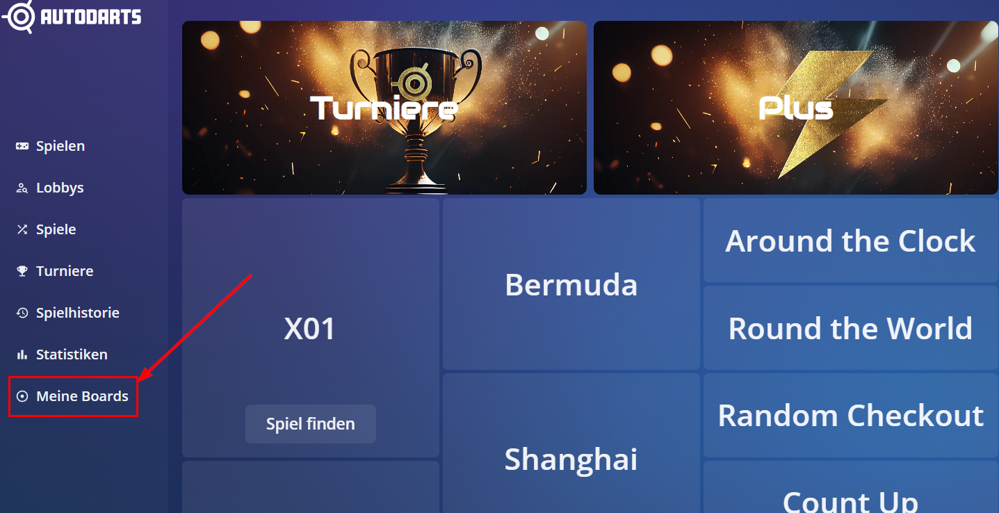 AUTODARTS
Spielen
Lobbys
Spiele
Turniere
Spielhistorie
Statistiken
Meine Boards
Turniere
Plus
X01
Spiel finden
Bermuda
Shanghai
Around the Clock
Round the World
Random Checkout
Count Up